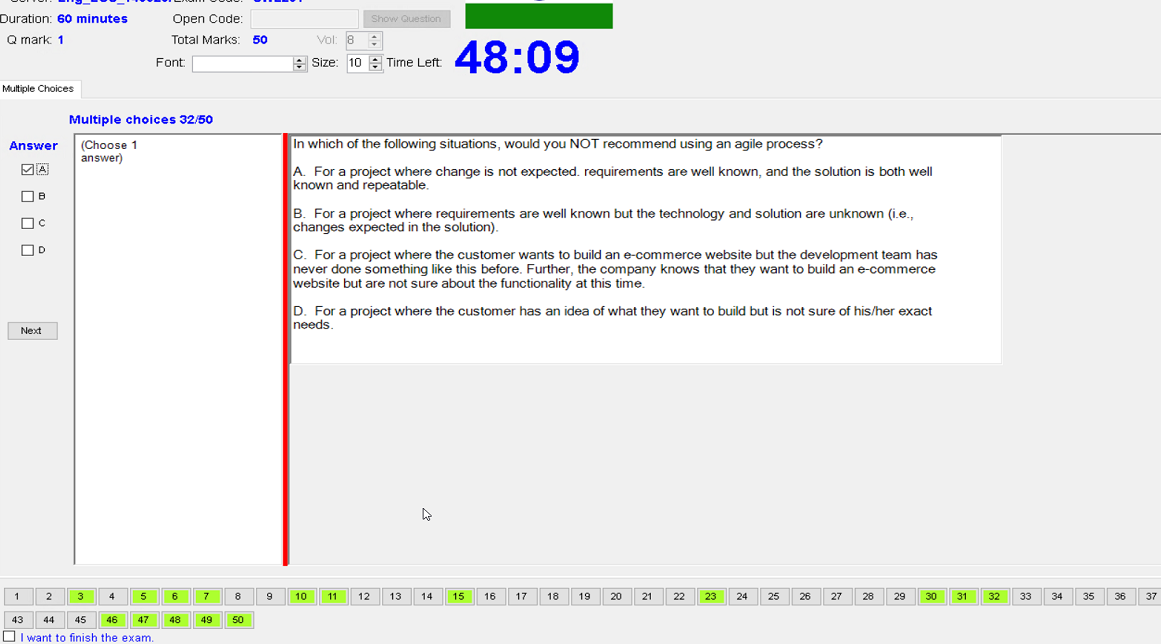 Duration: 60 minutes Open Code: Show Question
Q mark: 1 Total Marks: 50 Vol: 8
Font: Size: 10 Time Left: 48:09
Multiple Choices
Multiple choices 32/50
Answer
(Choose 1
answer)
A
B
C
D
Next
In which of the following situations, would you NOT recommend using an agile process?
A. For a project where change is not expected. requirements are well known, and the solution is both well
known and repeatable.
B. For a project where requirements are well known but the technology and solution are unknown (i.e.,
changes expected in the solution).
C. For a project where the customer wants to build an e-commerce website but the development team has
never done something like this before. Further, the company knows that they want to build an e-commerce
website but are not sure about the functionality at this time.
D. For a project where the customer has an idea of what they want to build but is not sure of his/her exact
needs.
1 2 3 4 5 6 7 8 9 10 11 12 13 14 15 16 17 18 19 20 21 22 23 24 25 26 27 28 29 30 31 32 33 34 35 36 37
43 44 45 46 47 48 49 50
I want to finish the exam.